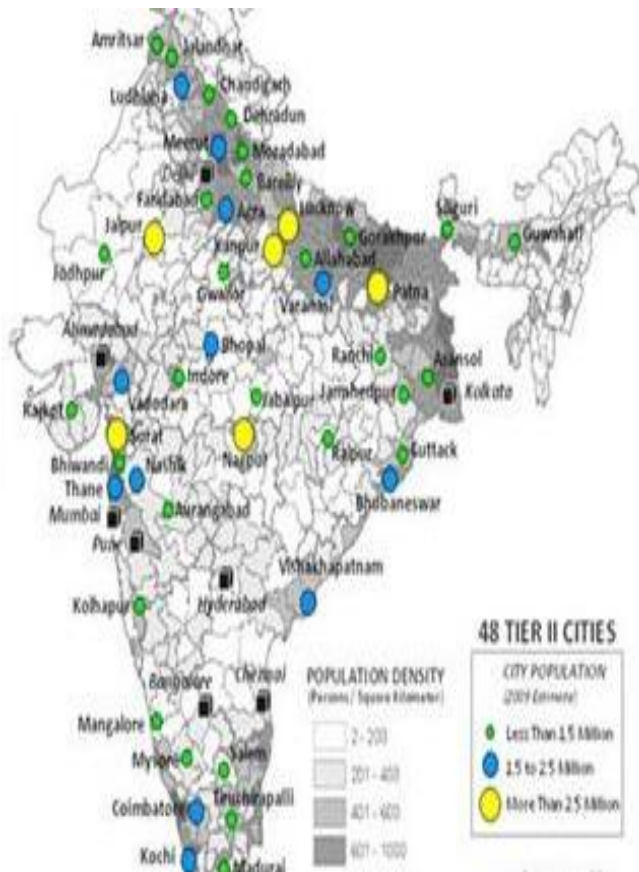 Amritsar
Jalandhar
Ludhiana
Chandigarh
Dehradun
Meerut
Moradabad
Delhi
Bareilly
Faridabad
Agra
Lucknow
Jaipur
Kanpur
Gorakhpur
Siliguri
Guwahati
Jodhpur
Gwalior
Allahabad
Varanasi
Patna
Ahmedabad
Bhopal
Ranchi
Asansol
Indore
Vadodara
Jabalpur
Jamshedpur
Kolkata
Rajkot
Surat
Nagpur
Raipur
Cuttack
Bhiwandi
Nashik
Thane
Bhubaneswar
Mumbai
Aurangabad
Pune
Vishakhapatnam
Hyderabad
Kolhapur
48 TIER II CITIES
CITY POPULATION
(2009 Estimate)
Less Than 1.5 Million
1.5 to 2.5 Million
More Than 2.5 Million
POPULATION DENSITY
(Persons / Square Kilometer)
2 - 200
201 - 400
401 - 600
601 - 1000
Bangalore
Chennai
Mangalore
Mysore
Salem
Coimbatore
Tiruchirapalli
Kochi
Madurai